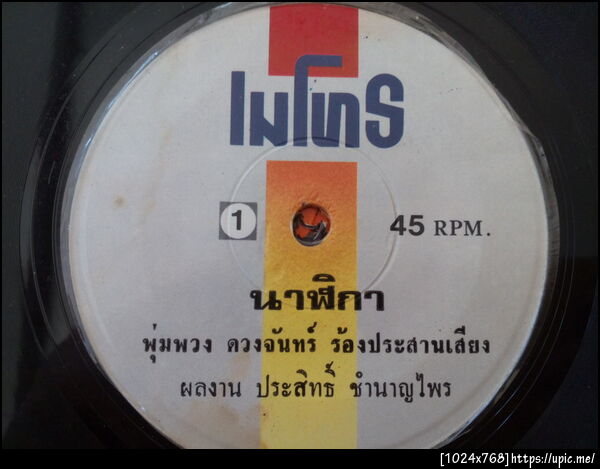 เมโทร
1
45 RPM.
นาฬิกา
พุ่มพวง ดวงจันทร์ ร้องประสานเสียง
ผลงาน ประสิทธิ์ ชำนาญไพร
[1024x768]https://upic.me/